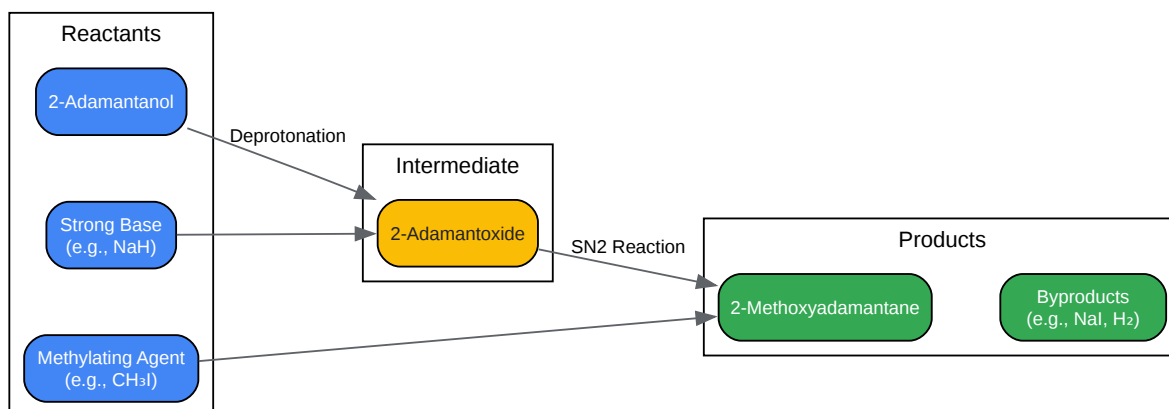 Reactants
2-Adamantanol
Deprotonation
Strong Base
(e.g., NaH)
Methylating Agent
(e.g., CH₃I)
Intermediate
2-Adamantoxide
SN2 Reaction
Products
2-Methoxyadamantane
Byproducts
(e.g., NaI, H₂)